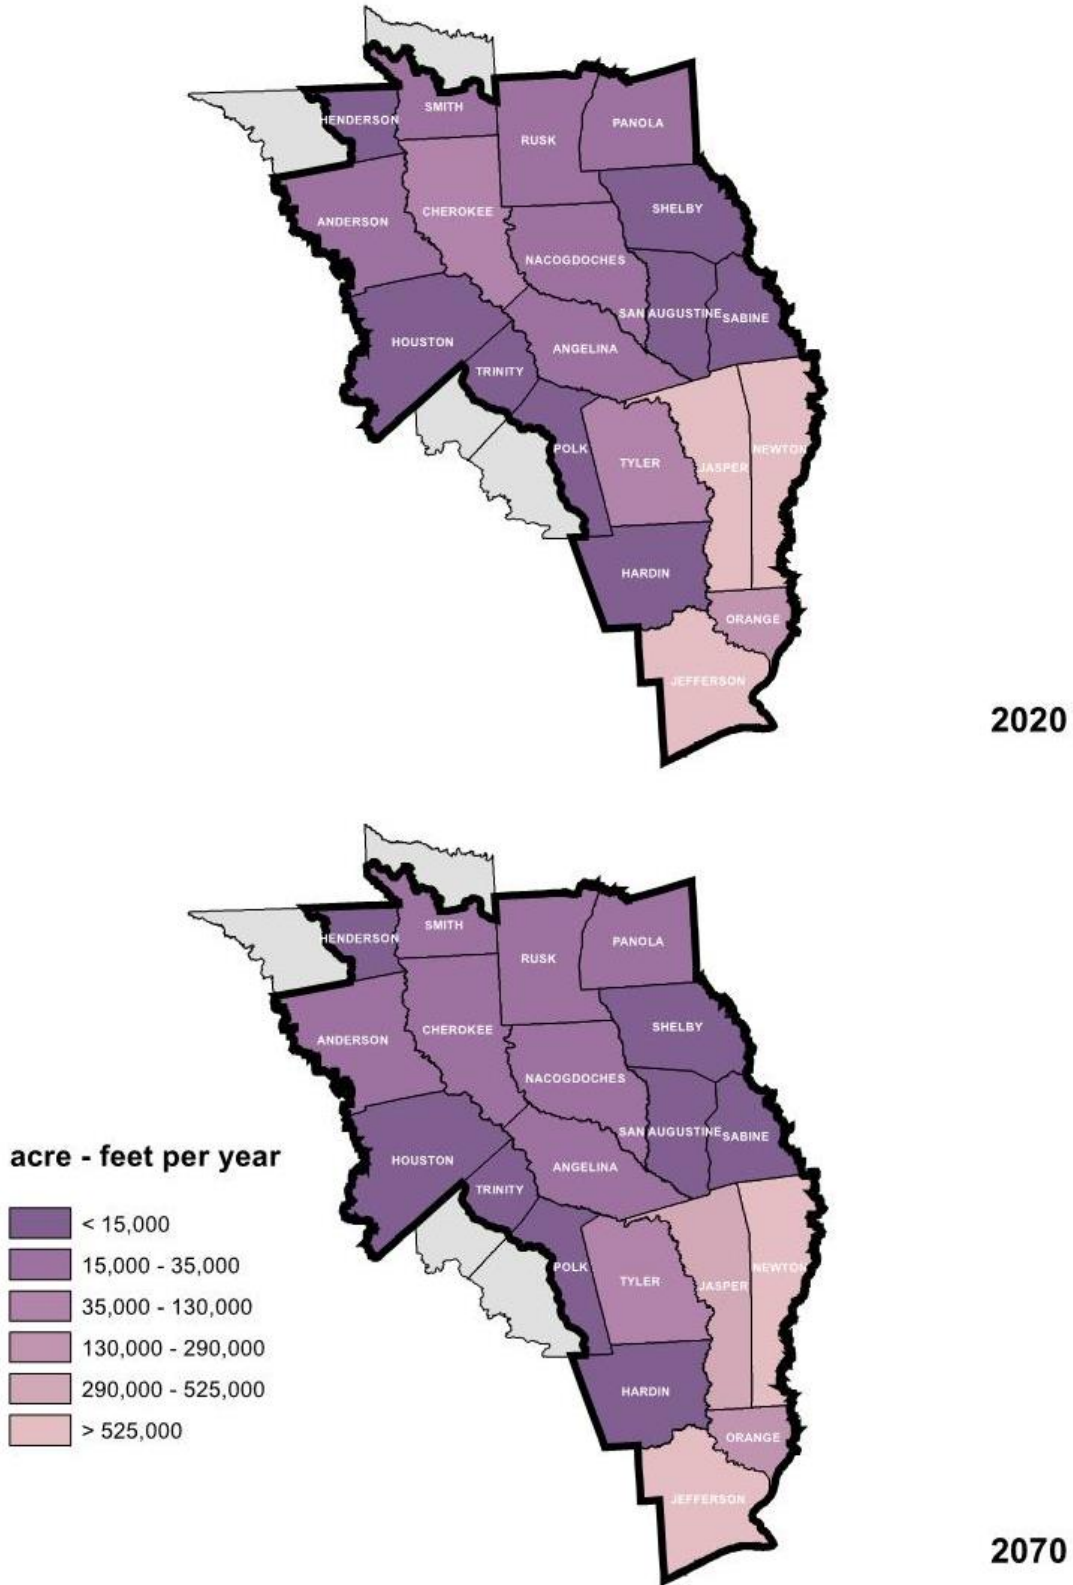 SMITH
HENDERSON
PANOLA
RUSK
SHELBY
CHEROKEE
ANDERSON
NACOGDOCHES
SAN AUGUSTINE
SABINE
HOUSTON
ANGELINA
TRINITY
POLK
TYLER
JASPER
NEWTON
HARDIN
ORANGE
JEFFERSON
2020
SMITH
HENDERSON
PANOLA
RUSK
SHELBY
CHEROKEE
ANDERSON
NACOGDOCHES
SAN AUGUSTINE
SABINE
HOUSTON
ANGELINA
TRINITY
POLK
TYLER
JASPER
NEWTON
HARDIN
ORANGE
JEFFERSON
acre - feet per year
< 15,000
15,000 - 35,000
35,000 - 130,000
130,000 - 290,000
290,000 - 525,000
> 525,000
2070